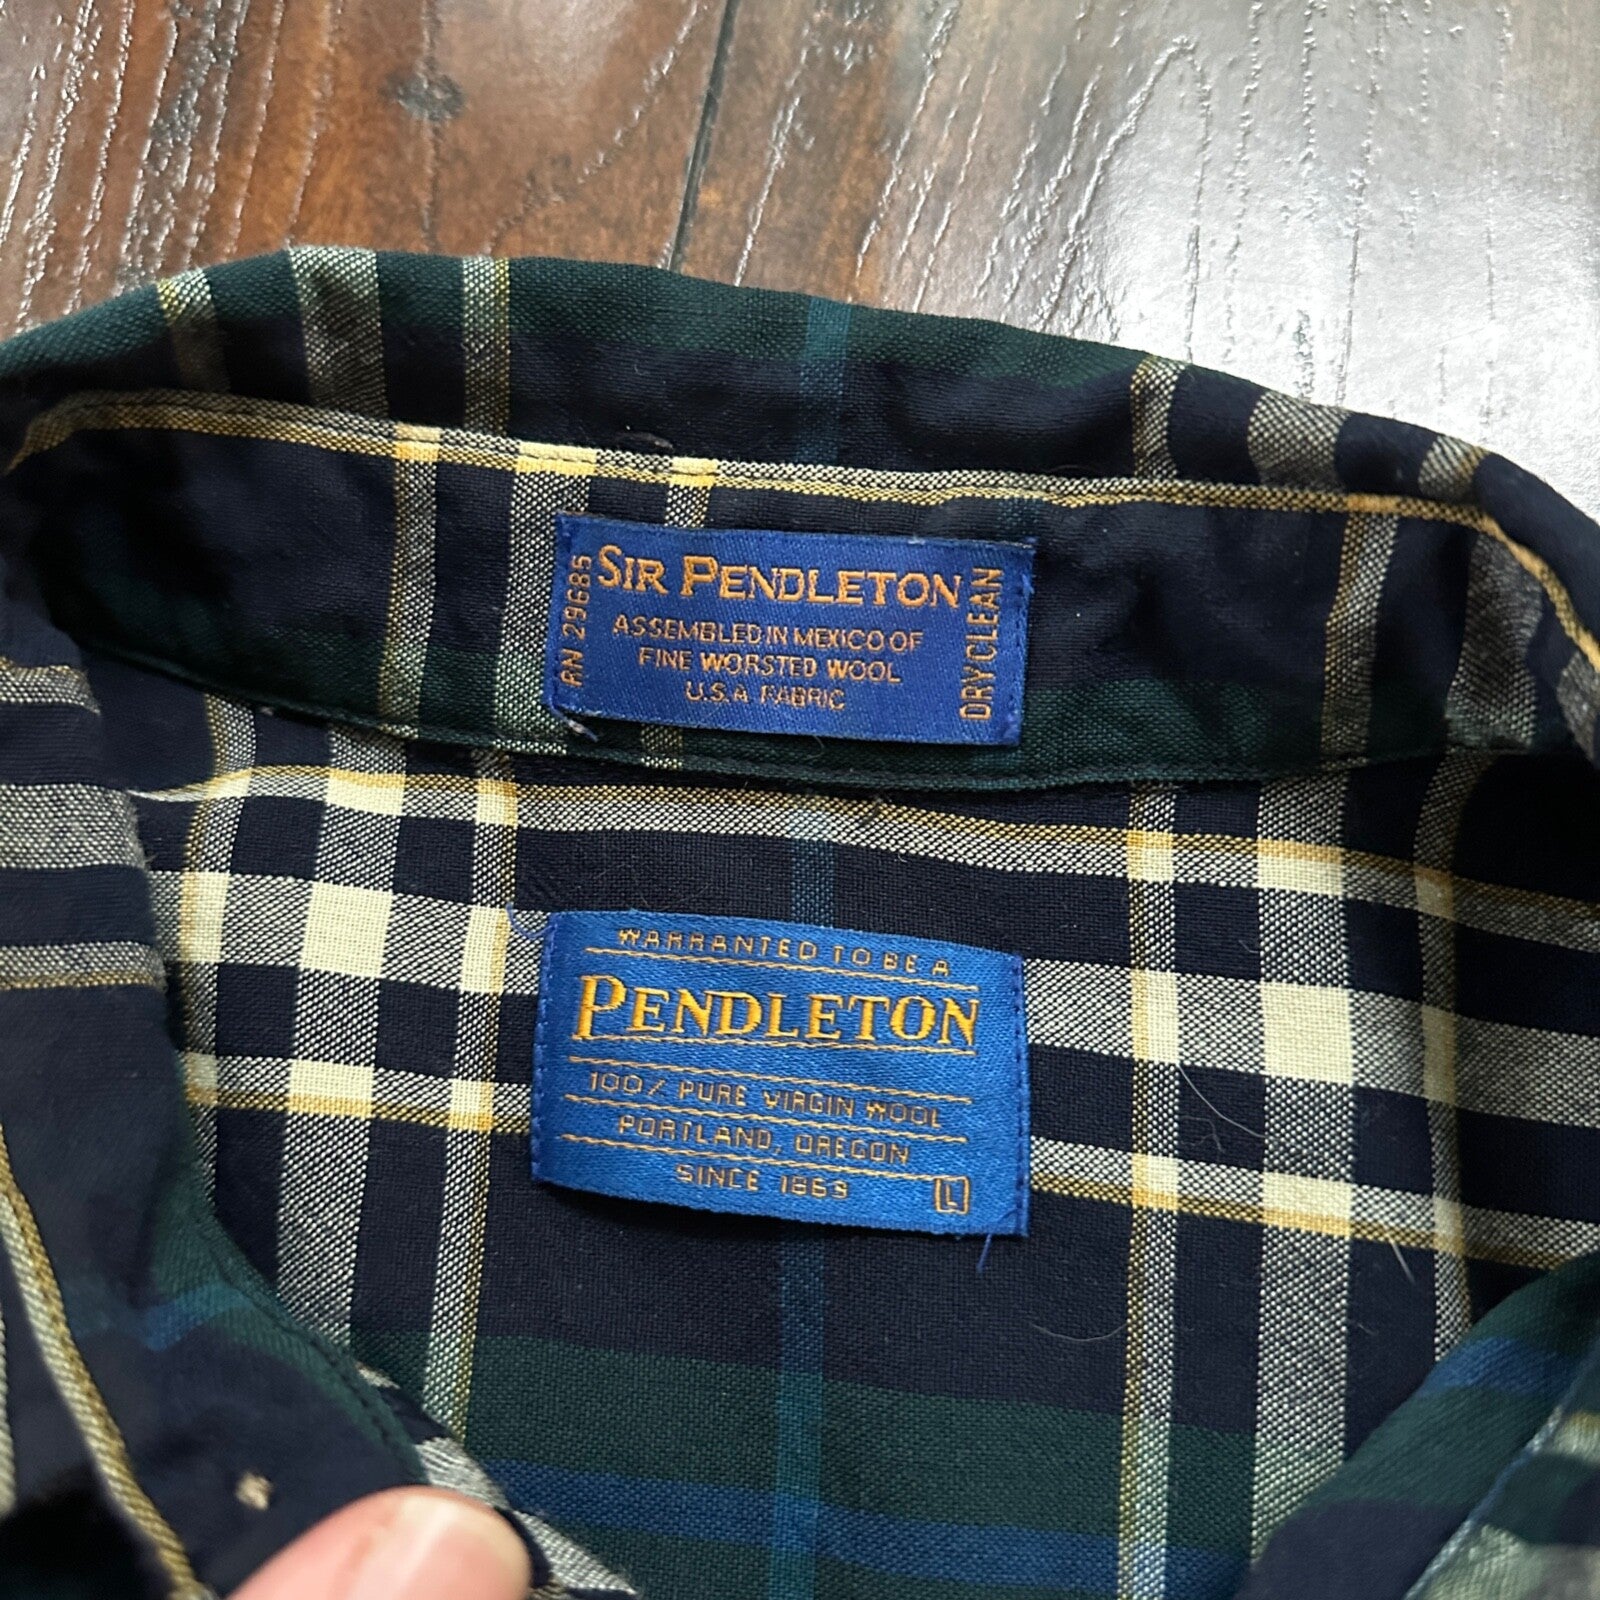 SIR PENDLETON
ASSEMBLED IN MEXICO OF
FINE WORSTED WOOL
U.S.A FABRIC
RN 29685
DRYCLEAN
WARRANTED TO BE A
PENDLETON
100% PURE VIRGIN WOOL
PORTLAND, OREGON
SINCE 1863
L